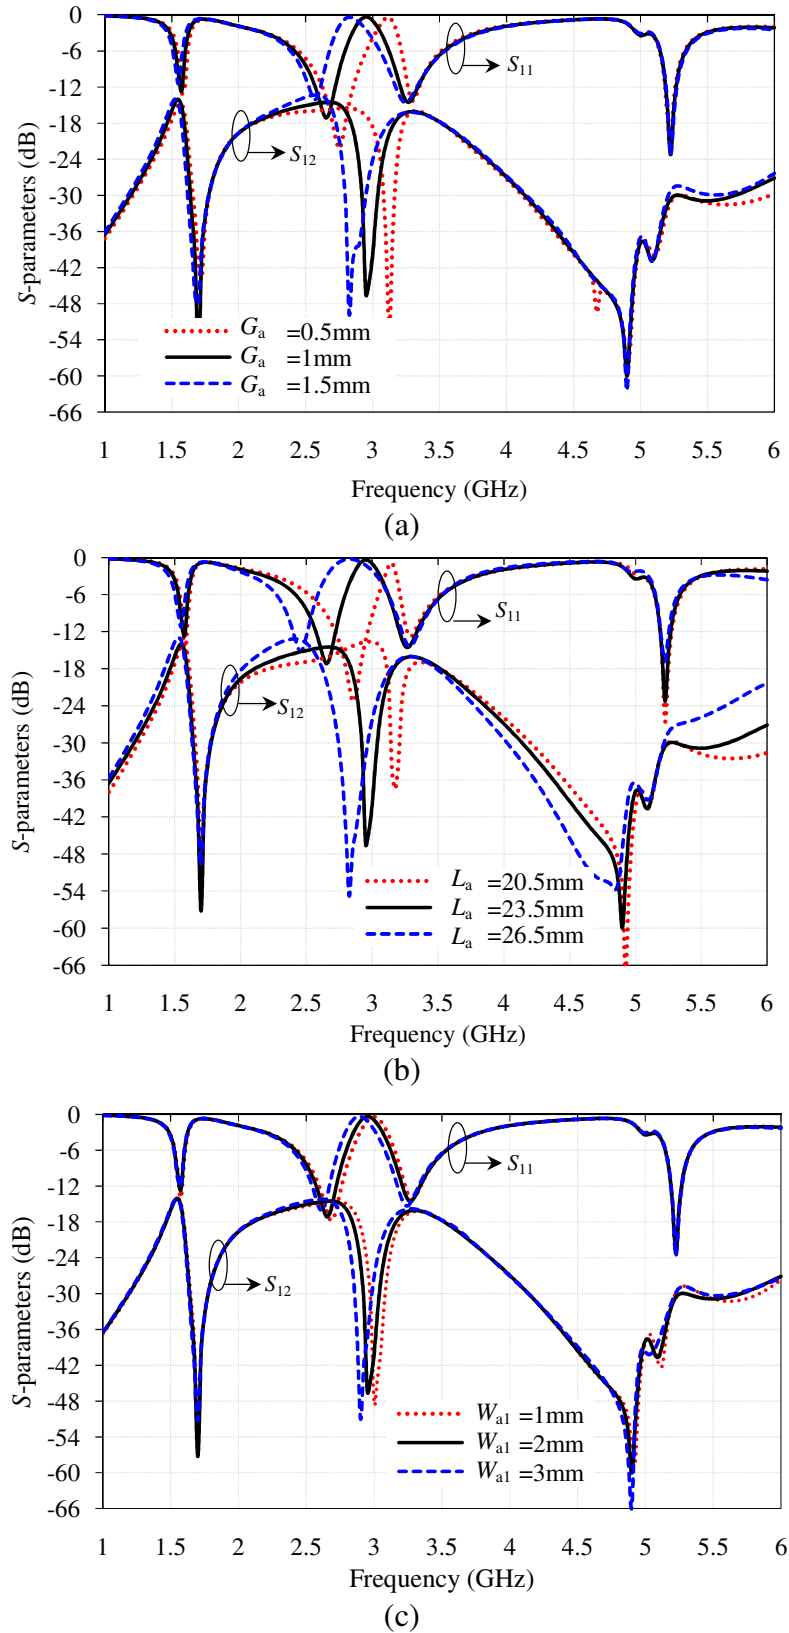 0
-6
-12
-18
-24
-30
-36
-42
-48
-54
-60
-66
S-parameters (dB)
S11
S12
Ga =0.5mm
Ga =1mm
Ga =1.5mm
1 1.5 2 2.5 3 3.5 4 4.5 5 5.5 6
Frequency (GHz)
(a)
0
-6
-12
-18
-24
-30
-36
-42
-48
-54
-60
-66
S-parameters (dB)
S11
S12
La =20.5mm
La =23.5mm
La =26.5mm
1 1.5 2 2.5 3 3.5 4 4.5 5 5.5 6
Frequency (GHz)
(b)
0
-6
-12
-18
-24
-30
-36
-42
-48
-54
-60
-66
S-parameters (dB)
S11
S12
Wa1 =1mm
Wa1 =2mm
Wa1 =3mm
1 1.5 2 2.5 3 3.5 4 4.5 5 5.5 6
Frequency (GHz)
(c)